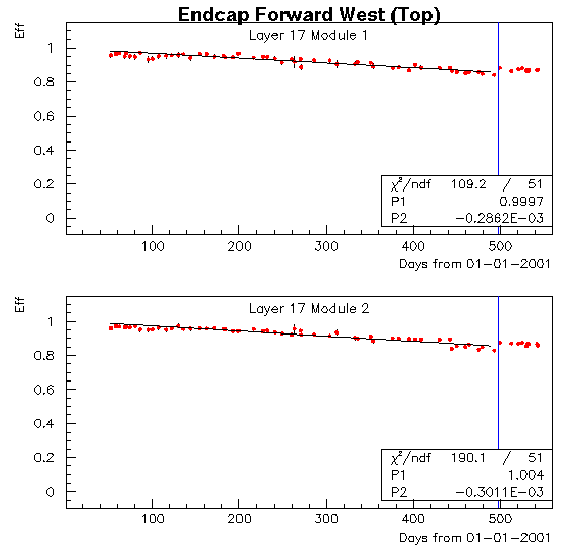 Endcap Forward West (Top)
Eff
Layer 17 Module 1
1
0.8
0.6
0.4
0.2
0
χ²/ndf 109.2 / 51
P1 0.9997
P2 -0.2862E-03
100 200 300 400 500
Days from 01-01-2001
Eff
Layer 17 Module 2
1
0.8
0.6
0.4
0.2
0
χ²/ndf 190.1 / 51
P1 1.004
P2 -0.3011E-03
100 200 300 400 500
Days from 01-01-2001